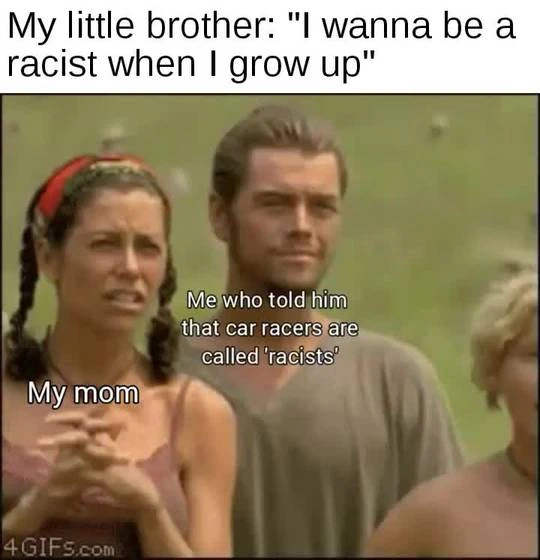 My little brother: "I wanna be a
racist when I grow up"
Me who told him
that car racers are
called 'racists'
My mom
4GIFs.com